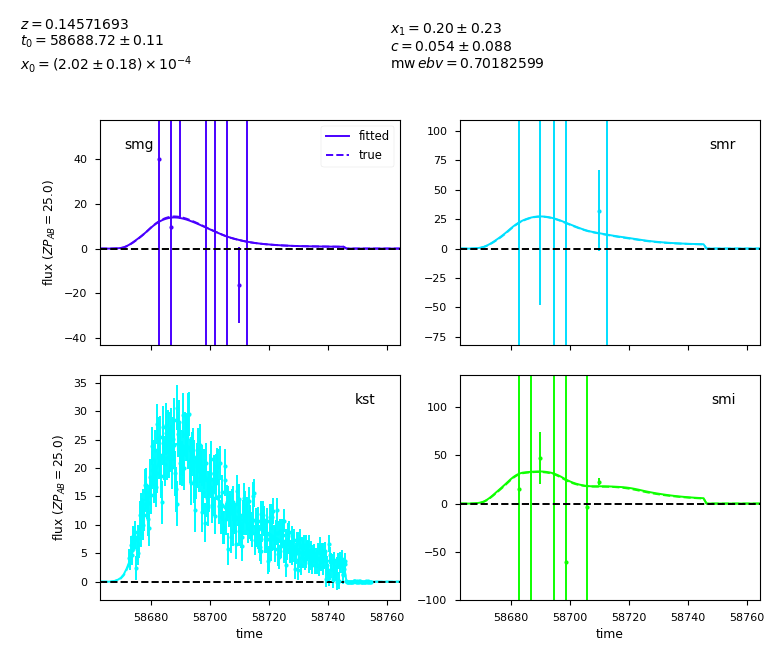 z = 0.14571693
t₀ = 58688.72 ± 0.11
x₀ = (2.02 ± 0.18) × 10⁻⁴
x₁ = 0.20 ± 0.23
c = 0.054 ± 0.088
mw ebv = 0.70182599
smg
fitted
true
40
20
0
−20
−40
flux (ZP_AB = 25.0)
smr
100
75
50
25
0
−25
−50
−75
kst
35
30
25
20
15
10
5
0
flux (ZP_AB = 25.0)
58680 58700 58720 58740 58760
time
smi
100
50
0
−50
−100
58680 58700 58720 58740 58760
time